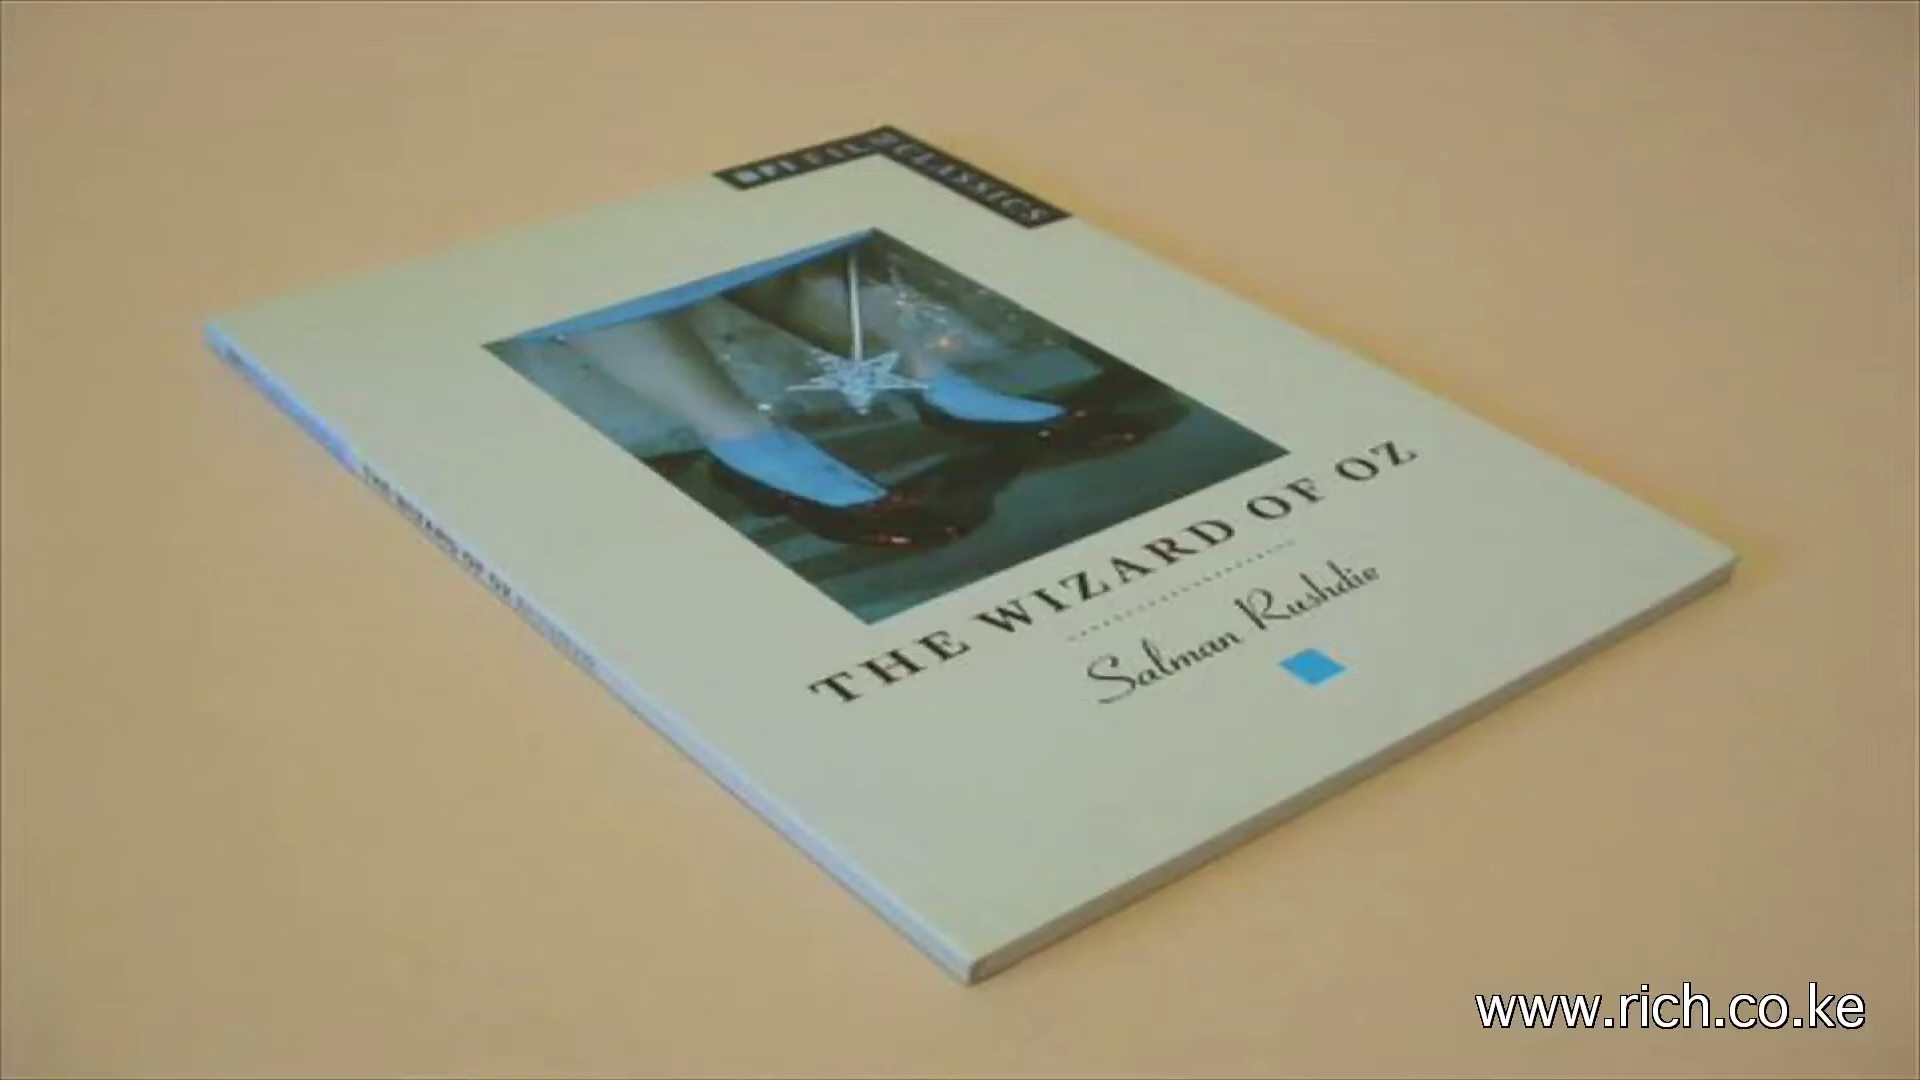 BFI FILM CLASSICS
THE WIZARD OF OZ
Salman Rushdie
THE WIZARD OF OZ
www.rich.co.ke